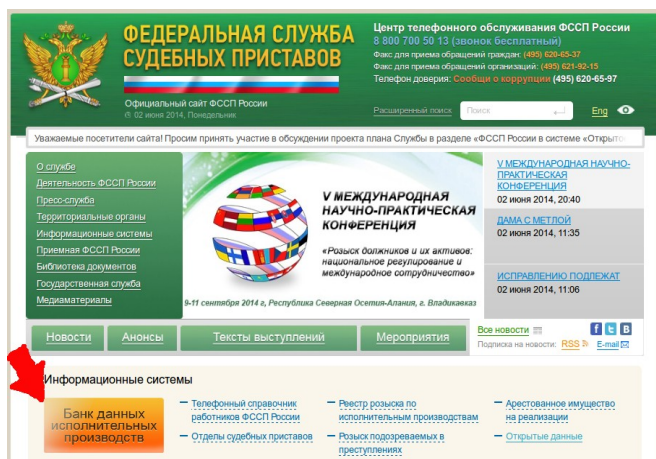 ФЕДЕРАЛЬНАЯ СЛУЖБА
СУДЕБНЫХ ПРИСТАВОВ
Официальный сайт ФССП России
02 июня 2014, Понедельник
Центр телефонного обслуживания ФССП России
8 800 700 50 13 (звонок бесплатный)
Факс для приема обращений граждан: (495) 620-65-37
Факс для приема обращений организаций: (495) 621-92-15
Телефон доверия: Сообщи о коррупции (495) 620-65-97
Расширенный поиск Поиск Eng
Уважаемые посетители сайта! Просим принять участие в обсуждении проекта плана Службы в разделе «ФССП России в системе «Открыто
О службе
Деятельность ФССП России
Пресс-служба
Территориальные органы
Информационные системы
Приемная ФССП России
Библиотека документов
Государственная служба
Медиаматериалы
V МЕЖДУНАРОДНАЯ
НАУЧНО-ПРАКТИЧЕСКАЯ
КОНФЕРЕНЦИЯ
«Розыск должников и их активов:
национальное регулирование и
международное сотрудничество»
9-11 сентября 2014 г, Республика Северная Осетия-Алания, г. Владикавказ
V МЕЖДУНАРОДНАЯ НАУЧНО-
ПРАКТИЧЕСКАЯ
КОНФЕРЕНЦИЯ
02 июня 2014, 20:40
ДАМА С МЕТЛОЙ
02 июня 2014, 11:35
ИСПРАВЛЕНИЮ ПОДЛЕЖАТ
02 июня 2014, 11:06
Новости Анонсы Тексты выступлений Мероприятия
Все новости f t B
Подписка на новости: RSS E-mail
Информационные системы
Банк данных
исполнительных
производств
Телефонный справочник
работников ФССП России
Отделы судебных приставов
Реестр розыска по
исполнительным производствам
Розыск подозреваемых в
преступлениях
Арестованное имущество
на реализации
Открытые данные